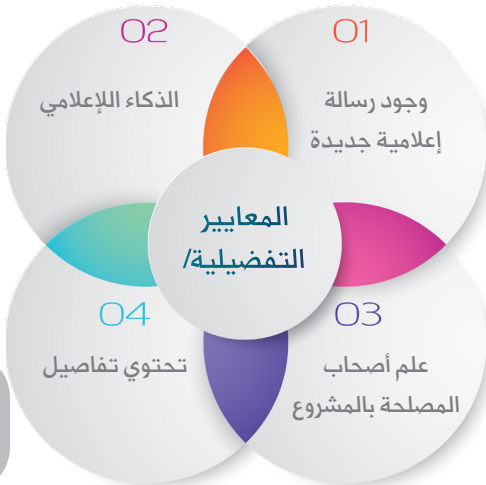 01
وجود رسالة
إعلامية جديدة
02
الذكاء اللإعلامي
المعايير
التفضيلية/
03
علم أصحاب
المصلحة بالمشروع
04
تحتوي تفاصيل